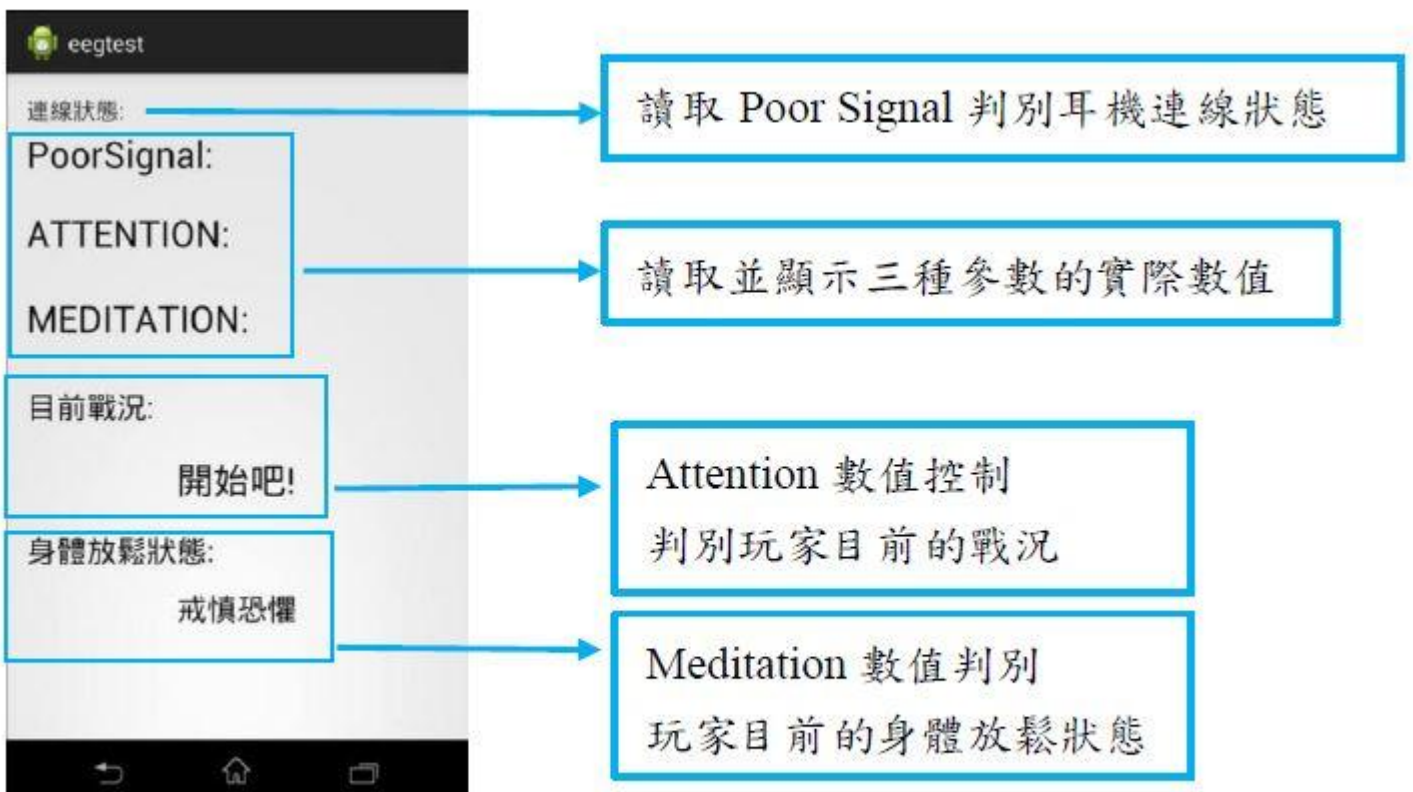 eegtest
連線狀態:
PoorSignal:
ATTENTION:
MEDITATION:
目前戰況:
開始吧!
身體放鬆狀態:
戒慎恐懼
讀取 Poor Signal 判別耳機連線狀態
讀取並顯示三種參數的實際數值
Attention 數值控制
判別玩家目前的戰況
Meditation 數值判別
玩家目前的身體放鬆狀態